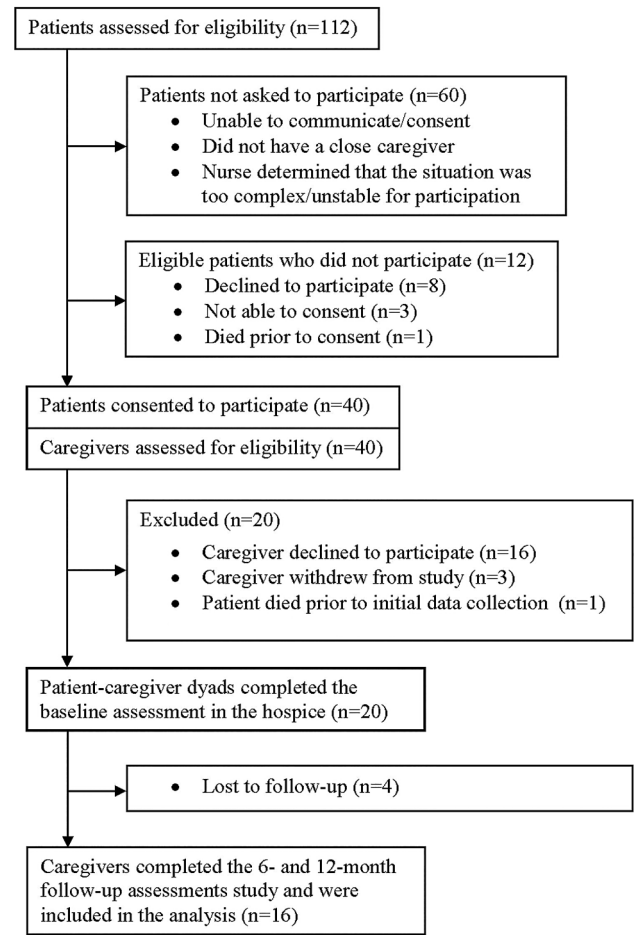 Patients assessed for eligibility (n=112)
Patients not asked to participate (n=60)
• Unable to communicate/consent
• Did not have a close caregiver
• Nurse determined that the situation was
too complex/unstable for participation
Eligible patients who did not participate (n=12)
• Declined to participate (n=8)
• Not able to consent (n=3)
• Died prior to consent (n=1)
Patients consented to participate (n=40)
Caregivers assessed for eligibility (n=40)
Excluded (n=20)
• Caregiver declined to participate (n=16)
• Caregiver withdrew from study (n=3)
• Patient died prior to initial data collection (n=1)
Patient-caregiver dyads completed the
baseline assessment in the hospice (n=20)
• Lost to follow-up (n=4)
Caregivers completed the 6- and 12-month
follow-up assessments study and were
included in the analysis (n=16)